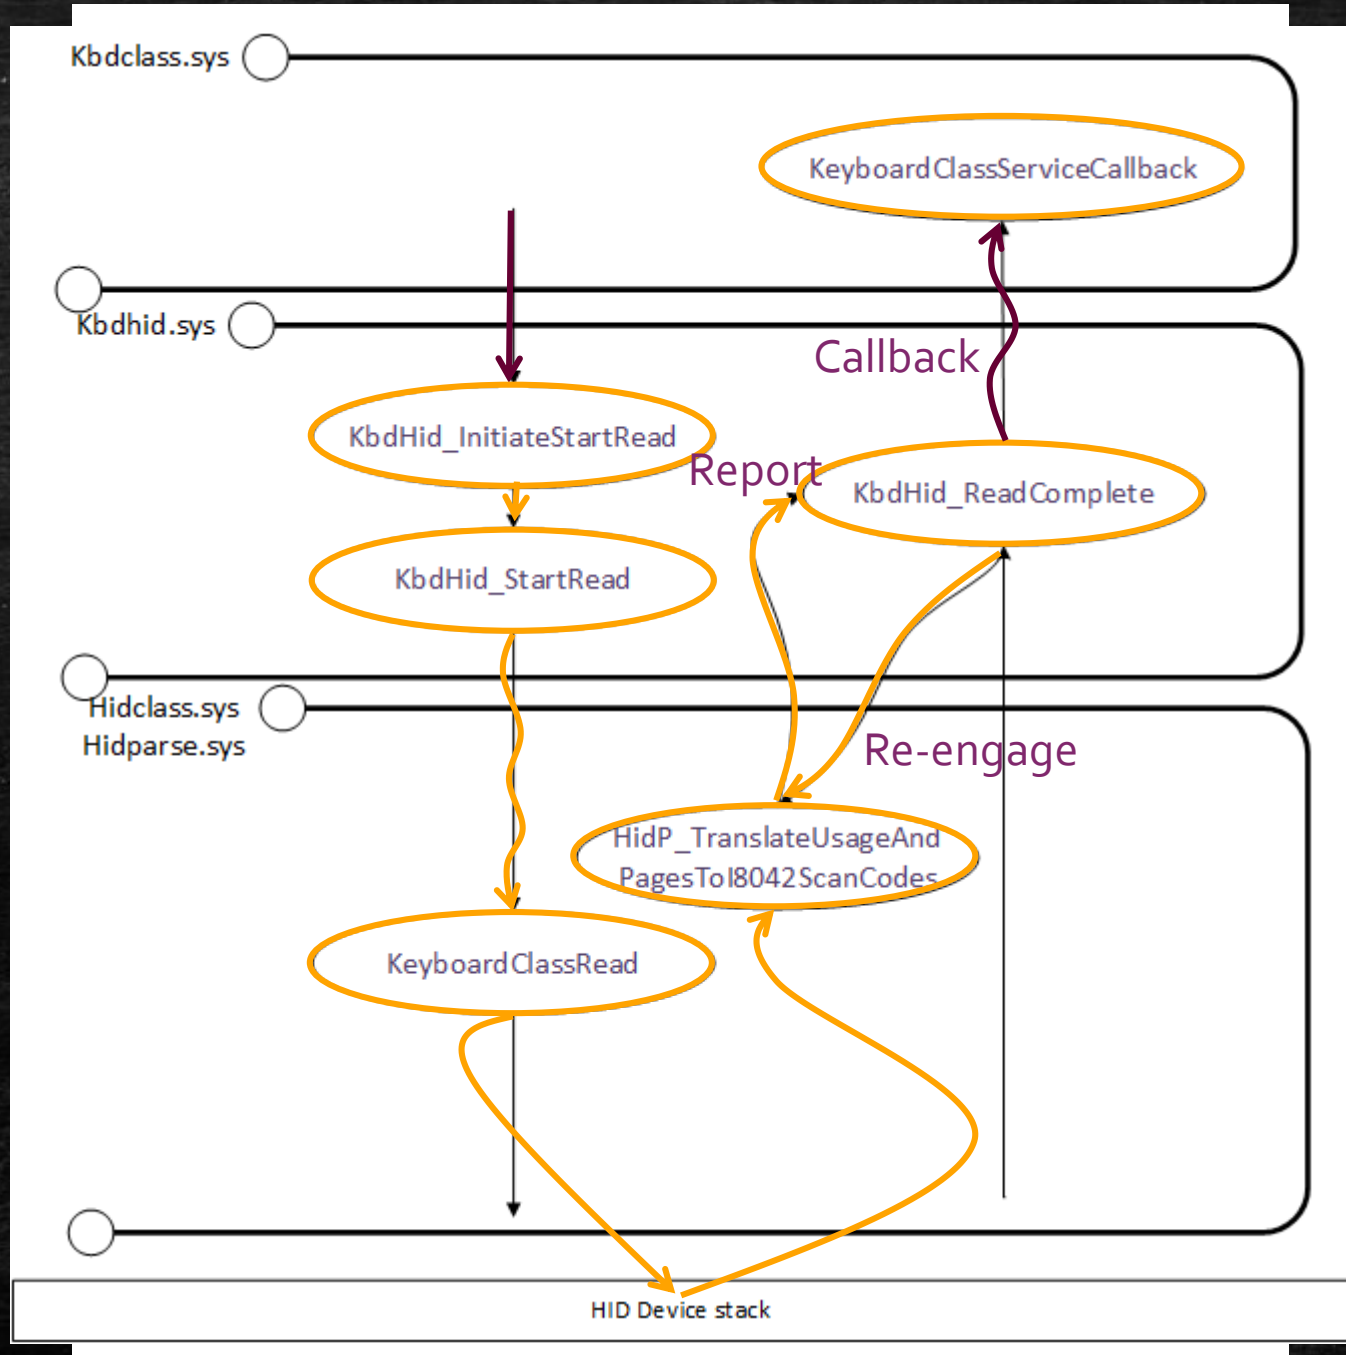 Kbdclass.sys
KeyboardClassServiceCallback
Kbdhid.sys
Callback
KbdHid_InitiateStartRead
Report
KbdHid_ReadComplete
KbdHid_StartRead
Hidclass.sys
Hidparse.sys
Re-engage
HidP_TranslateUsageAnd
PagesToI8042ScanCodes
KeyboardClassRead
HID Device stack